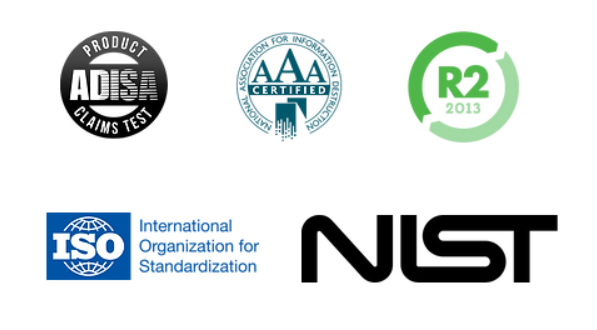 PRODUCT
ADISA
CLAIMS TEST
NATIONAL ASSOCIATION FOR INFORMATION DESTRUCTION
AAA
CERTIFIED
R2
2013
ISO
International
Organization for
Standardization
NIST